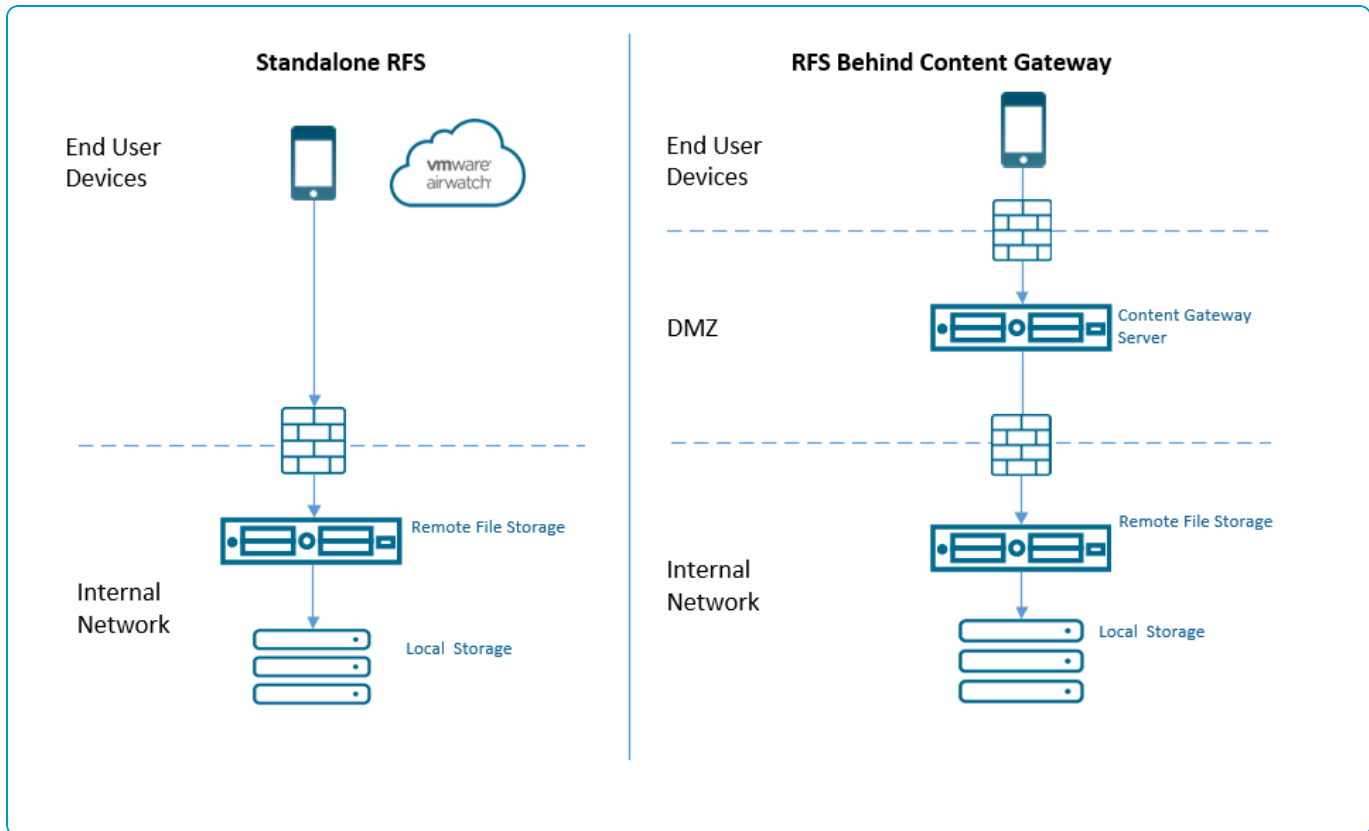 Standalone RFS
End User
Devices
vmware
airwatch
Remote File Storage
Internal
Network
Local Storage
RFS Behind Content Gateway
End User
Devices
DMZ
Content Gateway
Server
Remote File Storage
Internal
Network
Local Storage